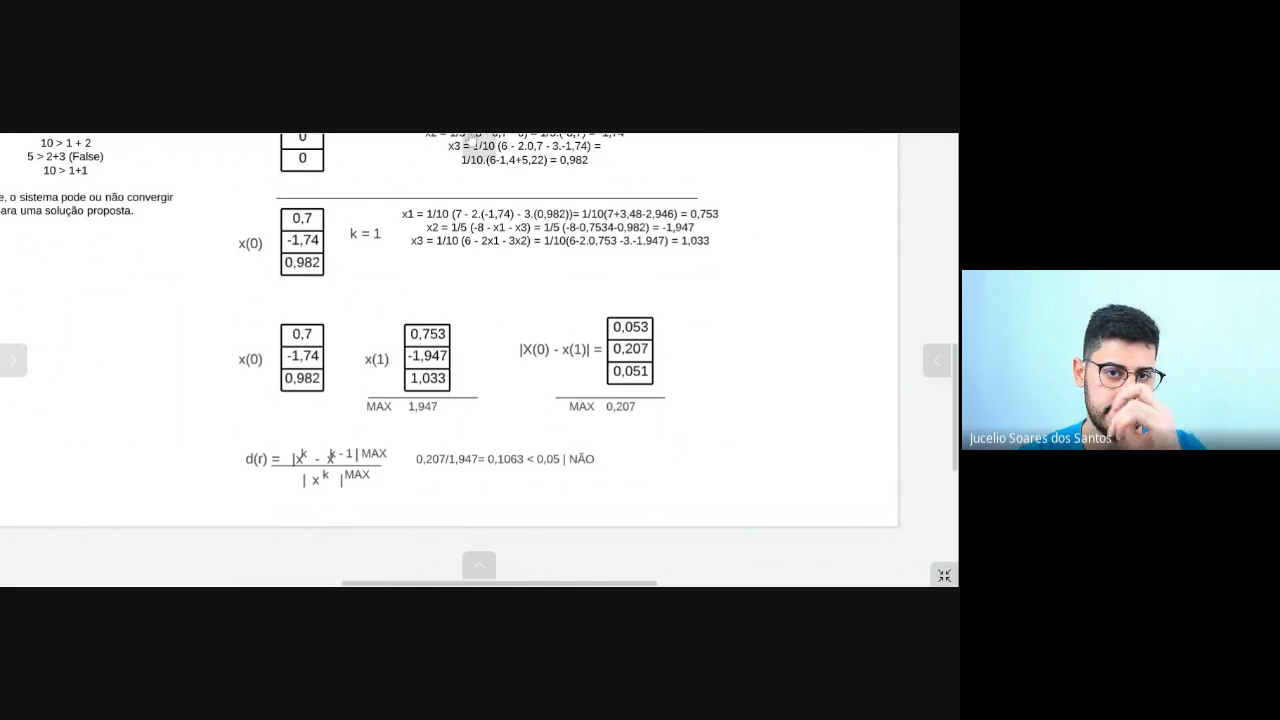 10 > 1 + 2
5 > 2+3 (False)
10 > 1+1
e, o sistema pode ou não convergir
ara uma solução proposta.
0
0
x3 = 1/10 (6 - 2.0,7 - 3.-1,74) =
1/10.(6-1,4+5,22) = 0,982
x(0)
0,7
-1,74
0,982
k = 1
x1 = 1/10 (7 - 2.(-1,74) - 3.(0,982))= 1/10(7+3,48-2,946) = 0,753
x2 = 1/5 (-8 - x1 - x3) = 1/5 (-8-0,7534-0,982) = -1,947
x3 = 1/10 (6 - 2x1 - 3x2) = 1/10(6-2.0,753 -3.-1,947) = 1,033
x(0)
0,7
-1,74
0,982
x(1)
0,753
-1,947
1,033
MAX 1,947
|X(0) - x(1)| =
0,053
0,207
0,051
MAX 0,207
d(r) = |x k - x k - 1 | MAX
| x k | MAX
0,207/1,947= 0,1063 < 0,05 | NÃO
Jucelio Soares dos Santos